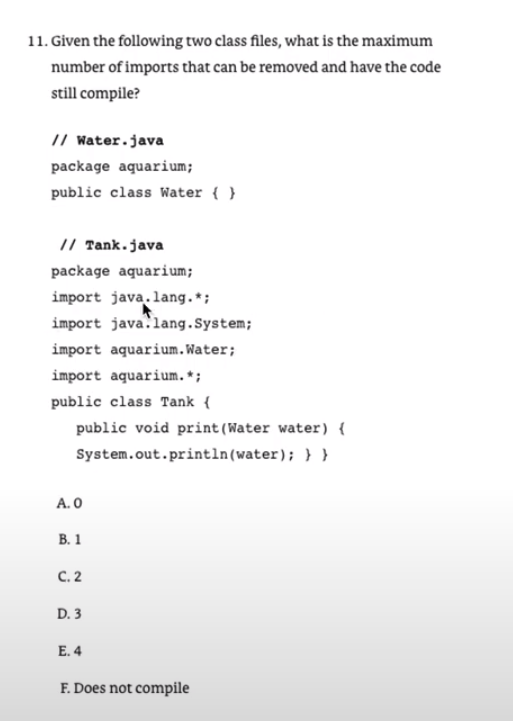 11. Given the following two class files, what is the maximum
number of imports that can be removed and have the code
still compile?
// Water.java
package aquarium;
public class Water { }
// Tank.java
package aquarium;
import java.lang.*;
import java.lang.System;
import aquarium.Water;
import aquarium.*;
public class Tank {
public void print(Water water) {
System.out.println(water); } }
A. 0
B. 1
C. 2
D. 3
E. 4
F. Does not compile